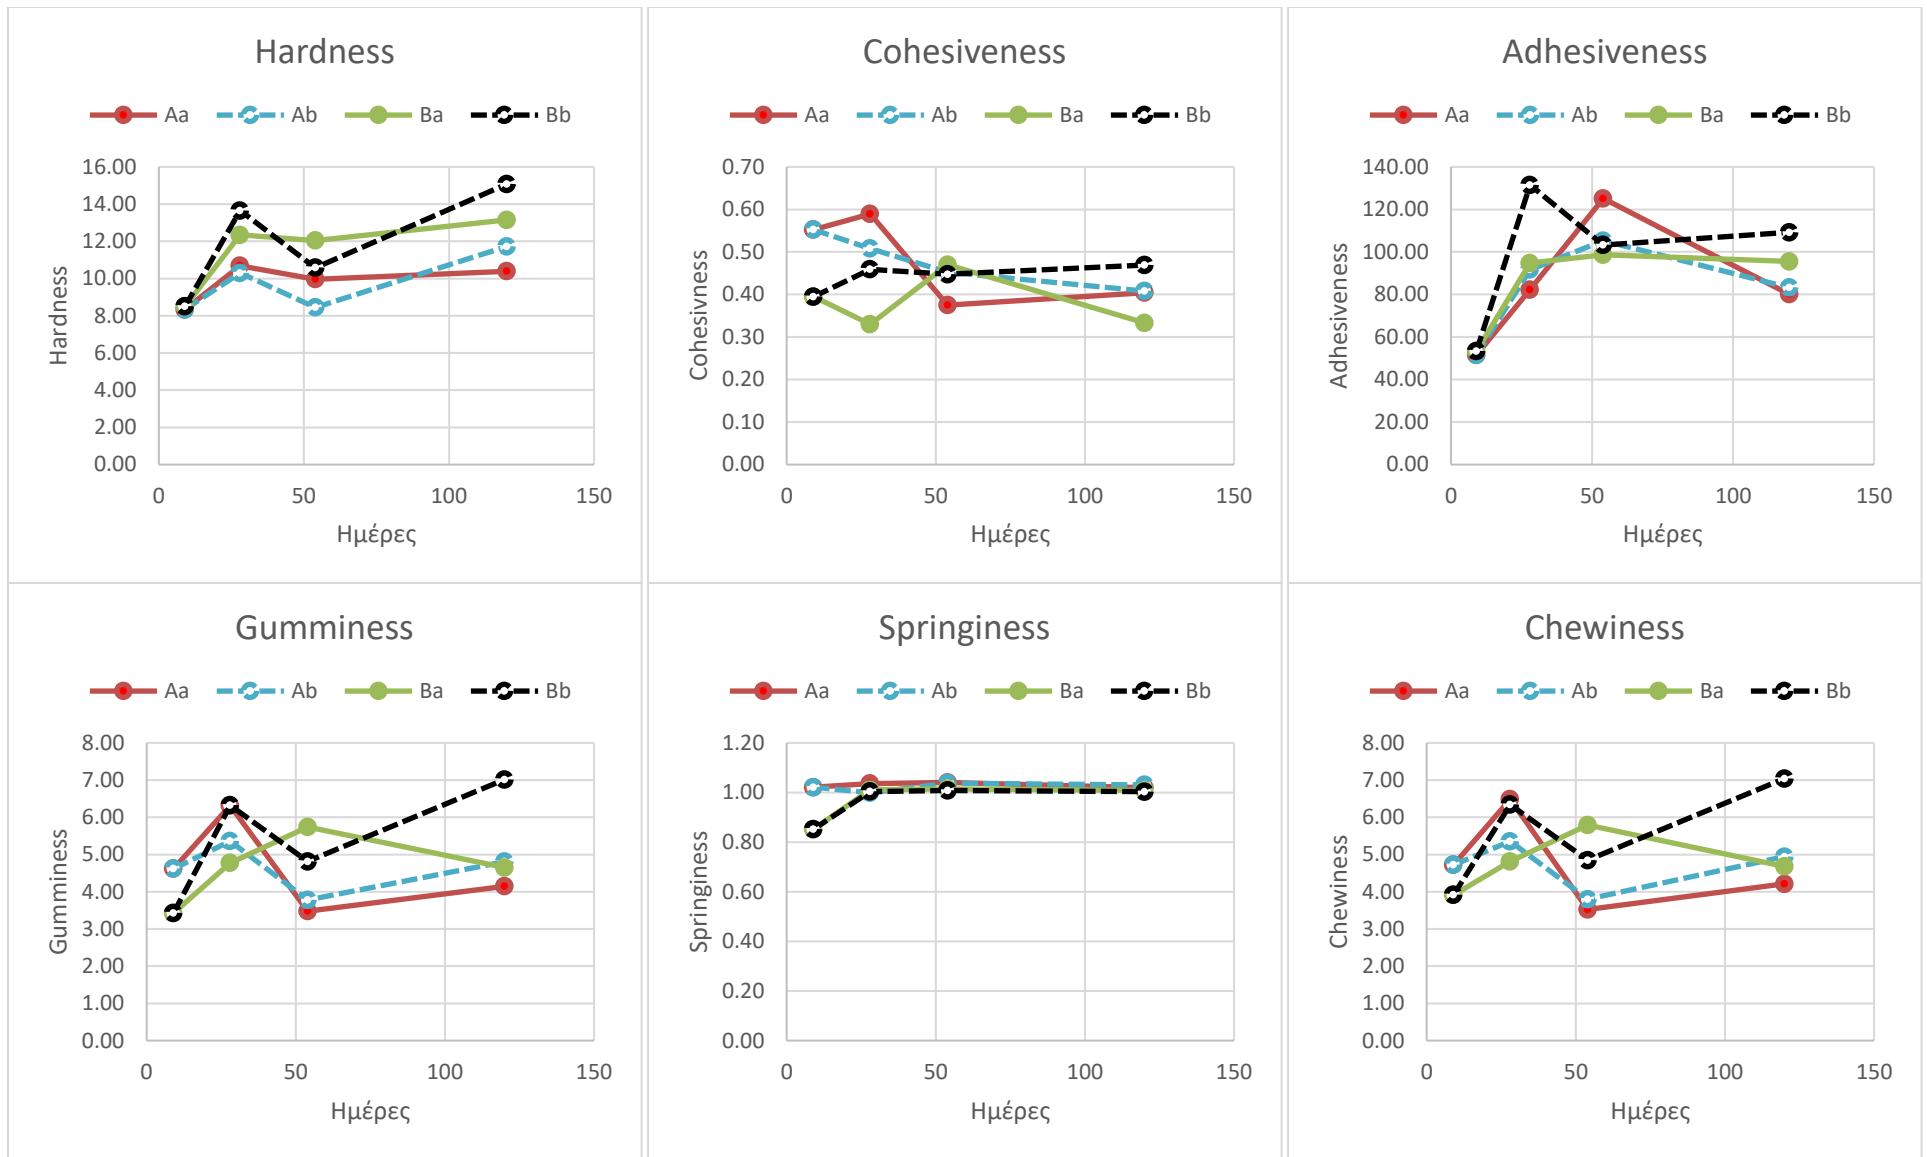 Hardness
Aa Ab Ba Bb
16.00
14.00
12.00
10.00
8.00
6.00
4.00
2.00
0.00
Hardness
0 50 100 150
Ημέρες
Cohesiveness
Aa Ab Ba Bb
0.70
0.60
0.50
0.40
0.30
0.20
0.10
0.00
Cohesivness
0 50 100 150
Ημέρες
Adhesiveness
Aa Ab Ba Bb
140.00
120.00
100.00
80.00
60.00
40.00
20.00
0.00
Adhesiveness
0 50 100 150
Ημέρες
Gumminess
Aa Ab Ba Bb
8.00
7.00
6.00
5.00
4.00
3.00
2.00
1.00
0.00
Gumminess
0 50 100 150
Ημέρες
Springiness
Aa Ab Ba Bb
1.20
1.00
0.80
0.60
0.40
0.20
0.00
Springiness
0 50 100 150
Ημέρες
Chewiness
Aa Ab Ba Bb
8.00
7.00
6.00
5.00
4.00
3.00
2.00
1.00
0.00
Chewiness
0 50 100 150
Ημέρες